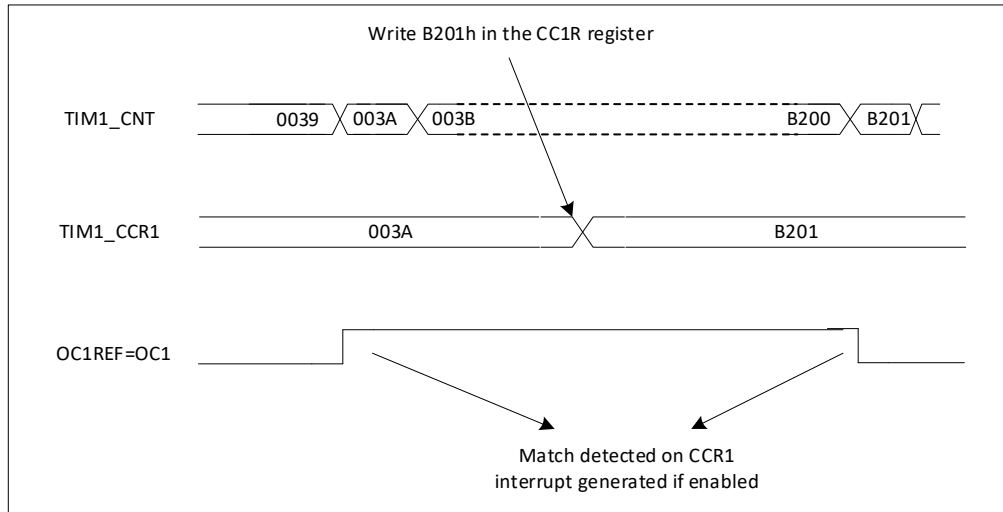 Write B201h in the CC1R register
TIM1_CNT 0039 003A 003B B200 B201
TIM1_CCR1 003A B201
OC1REF=OC1
Match detected on CCR1
interrupt generated if enabled